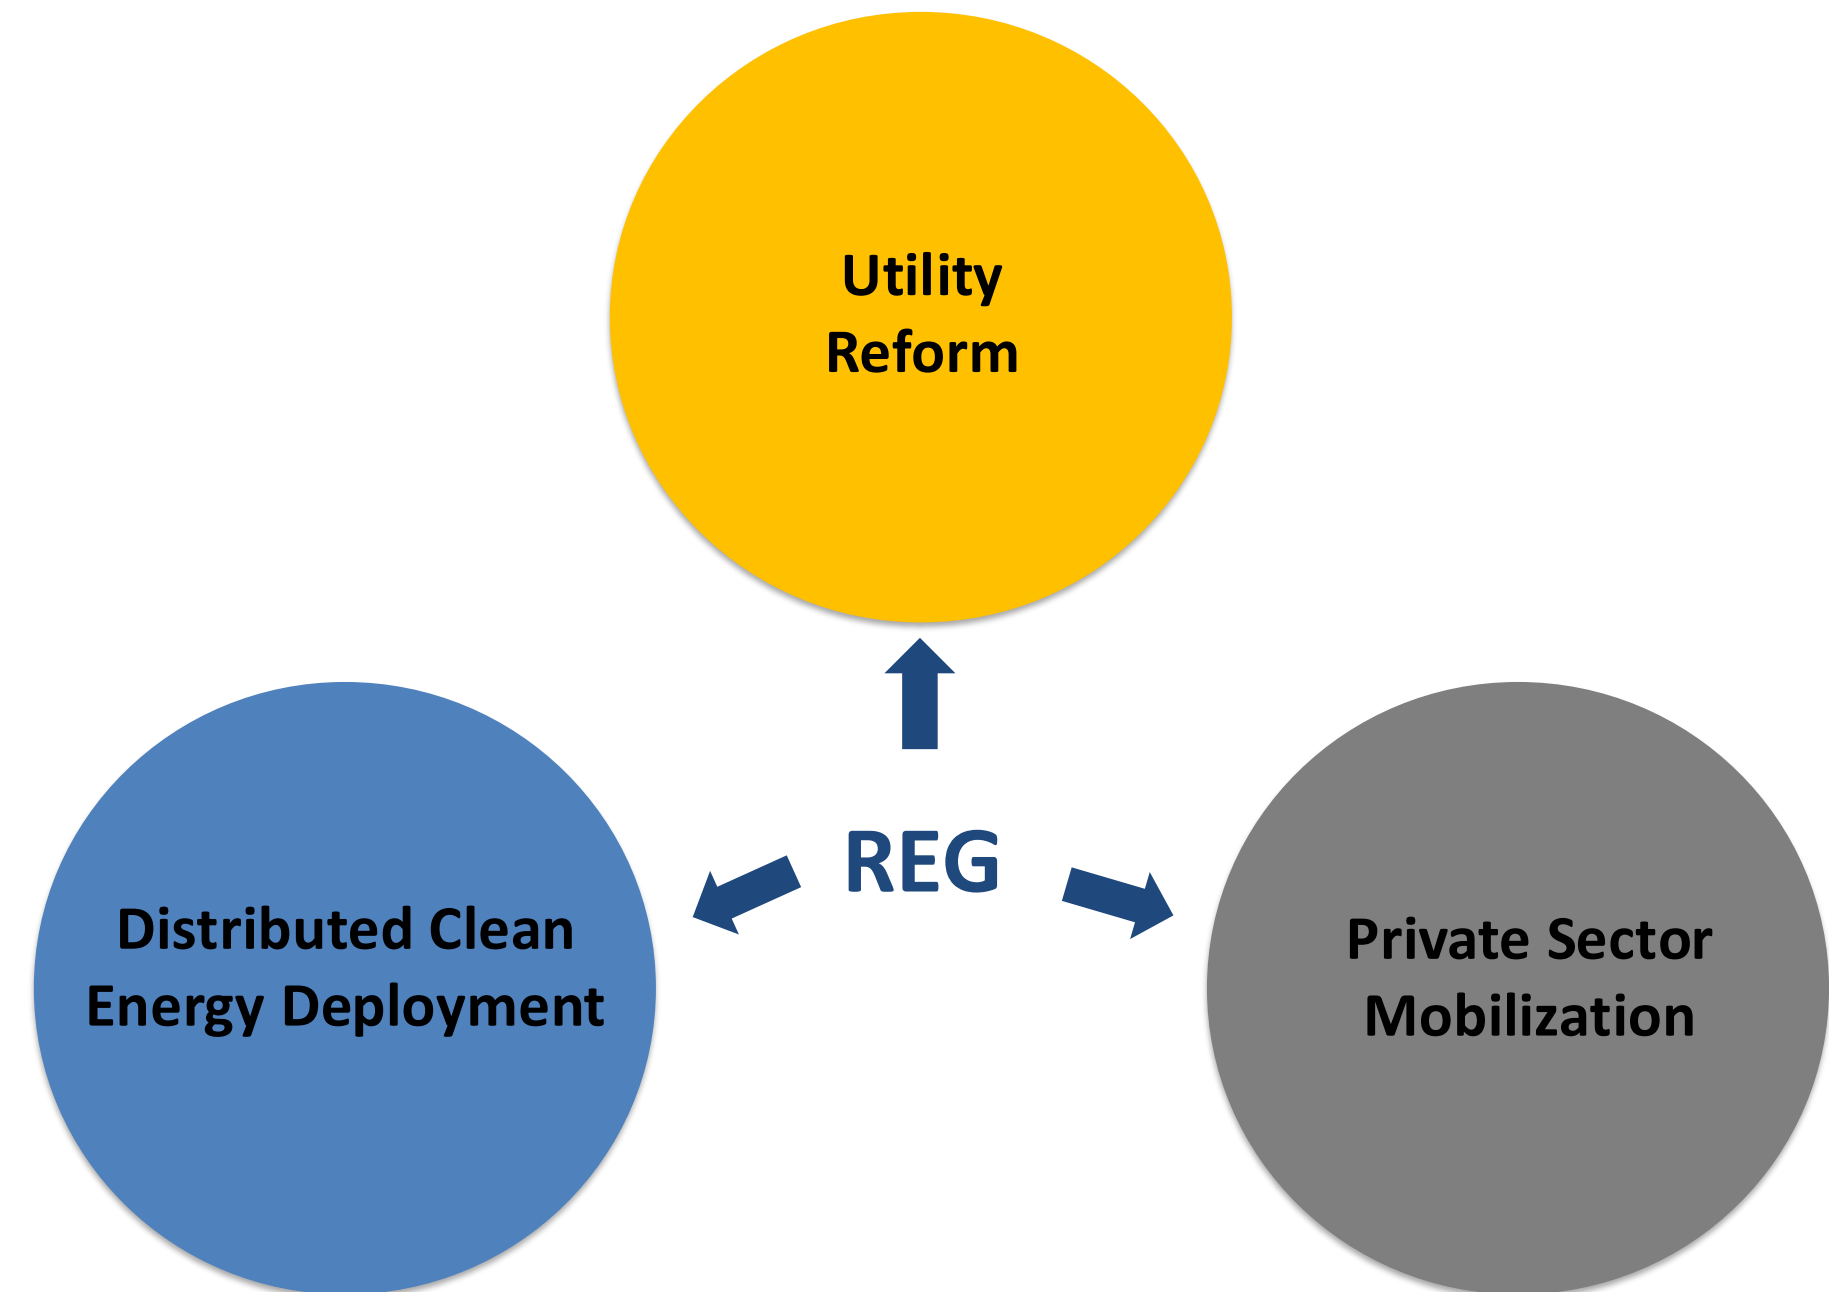 Utility
Reform
REG
Distributed Clean
Energy Deployment
Private Sector
Mobilization